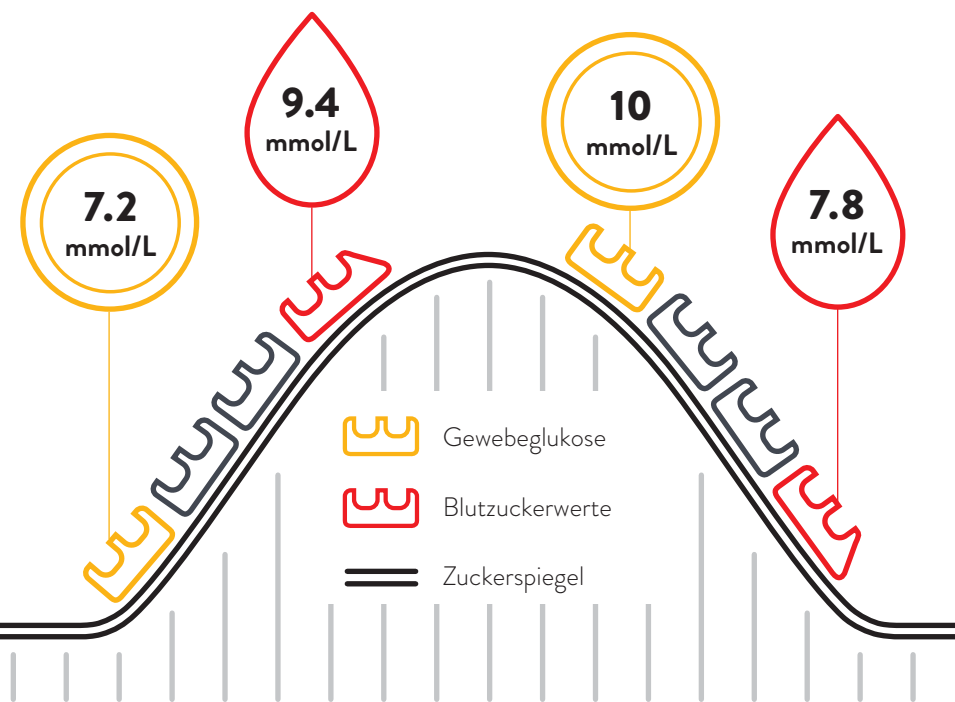 9.4
mmol/L
10
mmol/L
7.2
mmol/L
7.8
mmol/L
Gewebeglukose
Blutzuckerwerte
Zuckerspiegel